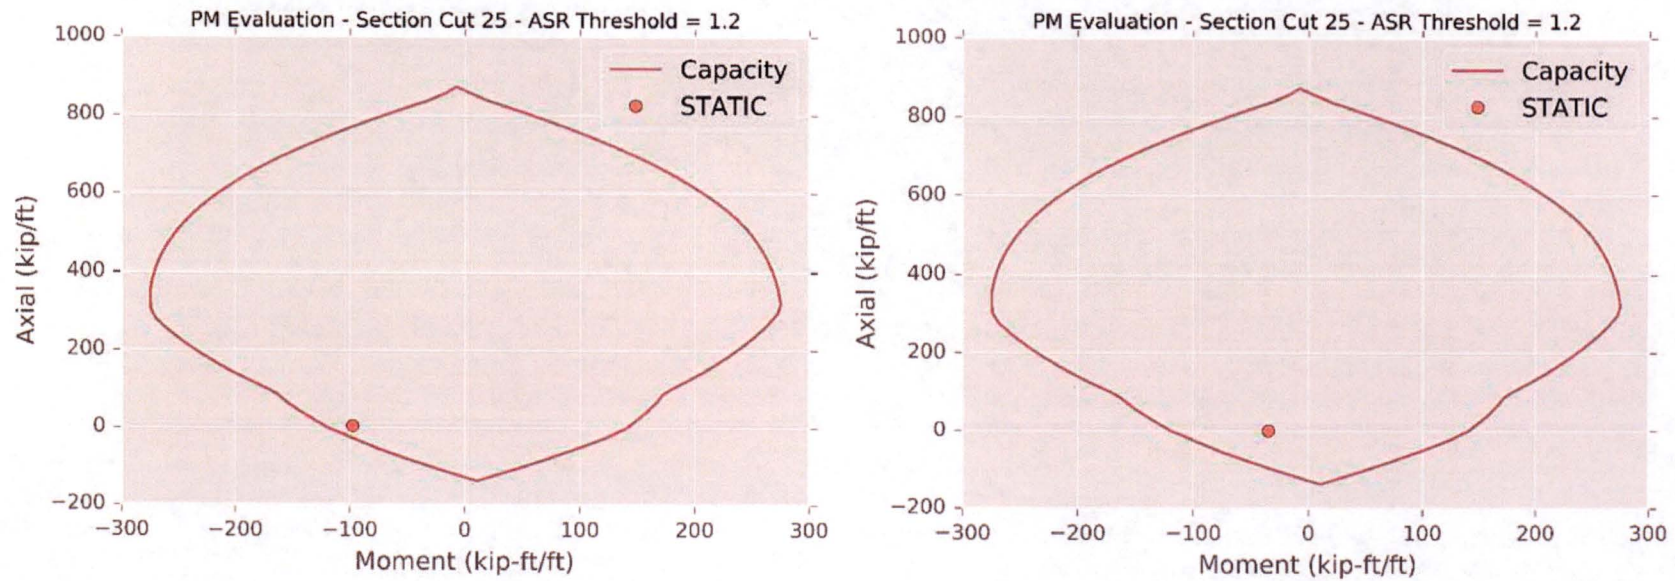 PM Evaluation - Section Cut 25 - ASR Threshold = 1.2
1000
800
600
400
200
0
−200
Axial (kip/ft)
Capacity
STATIC
−300
−200
−100
0
100
200
300
Moment (kip-ft/ft)
PM Evaluation - Section Cut 25 - ASR Threshold = 1.2
1000
800
600
400
200
0
−200
Axial (kip/ft)
Capacity
STATIC
−300
−200
−100
0
100
200
300
Moment (kip-ft/ft)